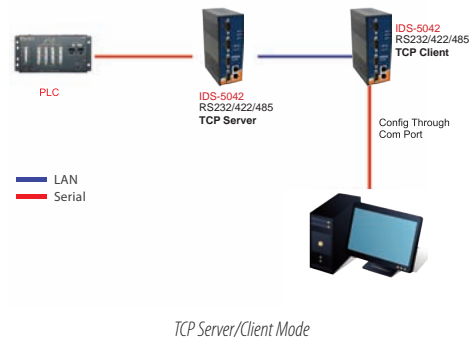 IDS-5042
RS232/422/485
TCP Client
PLC
IDS-5042
RS232/422/485
TCP Server
Config Through
Com Port
LAN
Serial
TCP Server/Client Mode